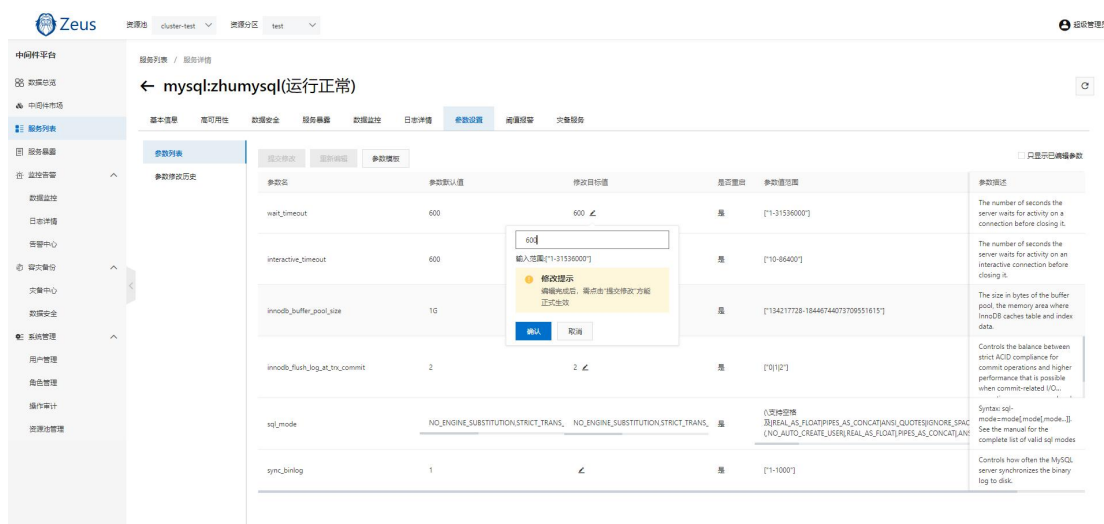 Zeus
资源池 cluster-test 资源分区 test
超级管理员
中间件平台
数据总览
中间件市场
服务列表
服务暴露
监控告警
数据监控
日志详情
告警中心
容灾备份
灾备中心
数据安全
系统管理
用户管理
角色管理
操作审计
资源池管理
服务列表 / 服务详情
← mysql:zhumysql(运行正常)
基本信息 高可用性 数据安全 服务暴露 数据监控 日志详情 参数设置 阈值报警 灾备服务
参数列表
参数修改历史
提交修改 重新编辑 参数模板
只显示已编辑参数
参数名 参数默认值 修改目标值 是否重启 参数值范围 参数描述
wait_timeout 600 600 是 ["1-31536000"]
The number of seconds the
server waits for activity on a
connection before closing it.
600
输入范围:["1-31536000"]
修改提示
编辑完成后，需点击"提交修改"方能
正式生效
确认 取消
interactive_timeout 600 是 ["10-86400"]
The number of seconds the
server waits for activity on an
interactive connection before
closing it.
innodb_buffer_pool_size 1G 是 ["134217728-18446744073709551615"]
The size in bytes of the buffer
pool, the memory area where
InnoDB caches table and index
data.
innodb_flush_log_at_trx_commit 2 2 是 ["0|1|2"]
Controls the balance between
strict ACID compliance for
commit operations and higher
performance that is possible
when commit-related I/O...
sql_mode NO_ENGINE_SUBSTITUTION,STRICT_TRANS_ NO_ENGINE_SUBSTITUTION,STRICT_TRANS_ 是
(\支持空格
及|REAL_AS_FLOAT|PIPES_AS_CONCAT|ANSI_QUOTES|IGNORE_SPAC
(,NO_AUTO_CREATE_USER|,REAL_AS_FLOAT|,PIPES_AS_CONCAT|,ANS
Syntax: sql-
mode=mode[,mode[,mode...]].
See the manual for the
complete list of valid sql modes
sync_binlog 1 是 ["1-1000"]
Controls how often the MySQL
server synchronizes the binary
log to disk.